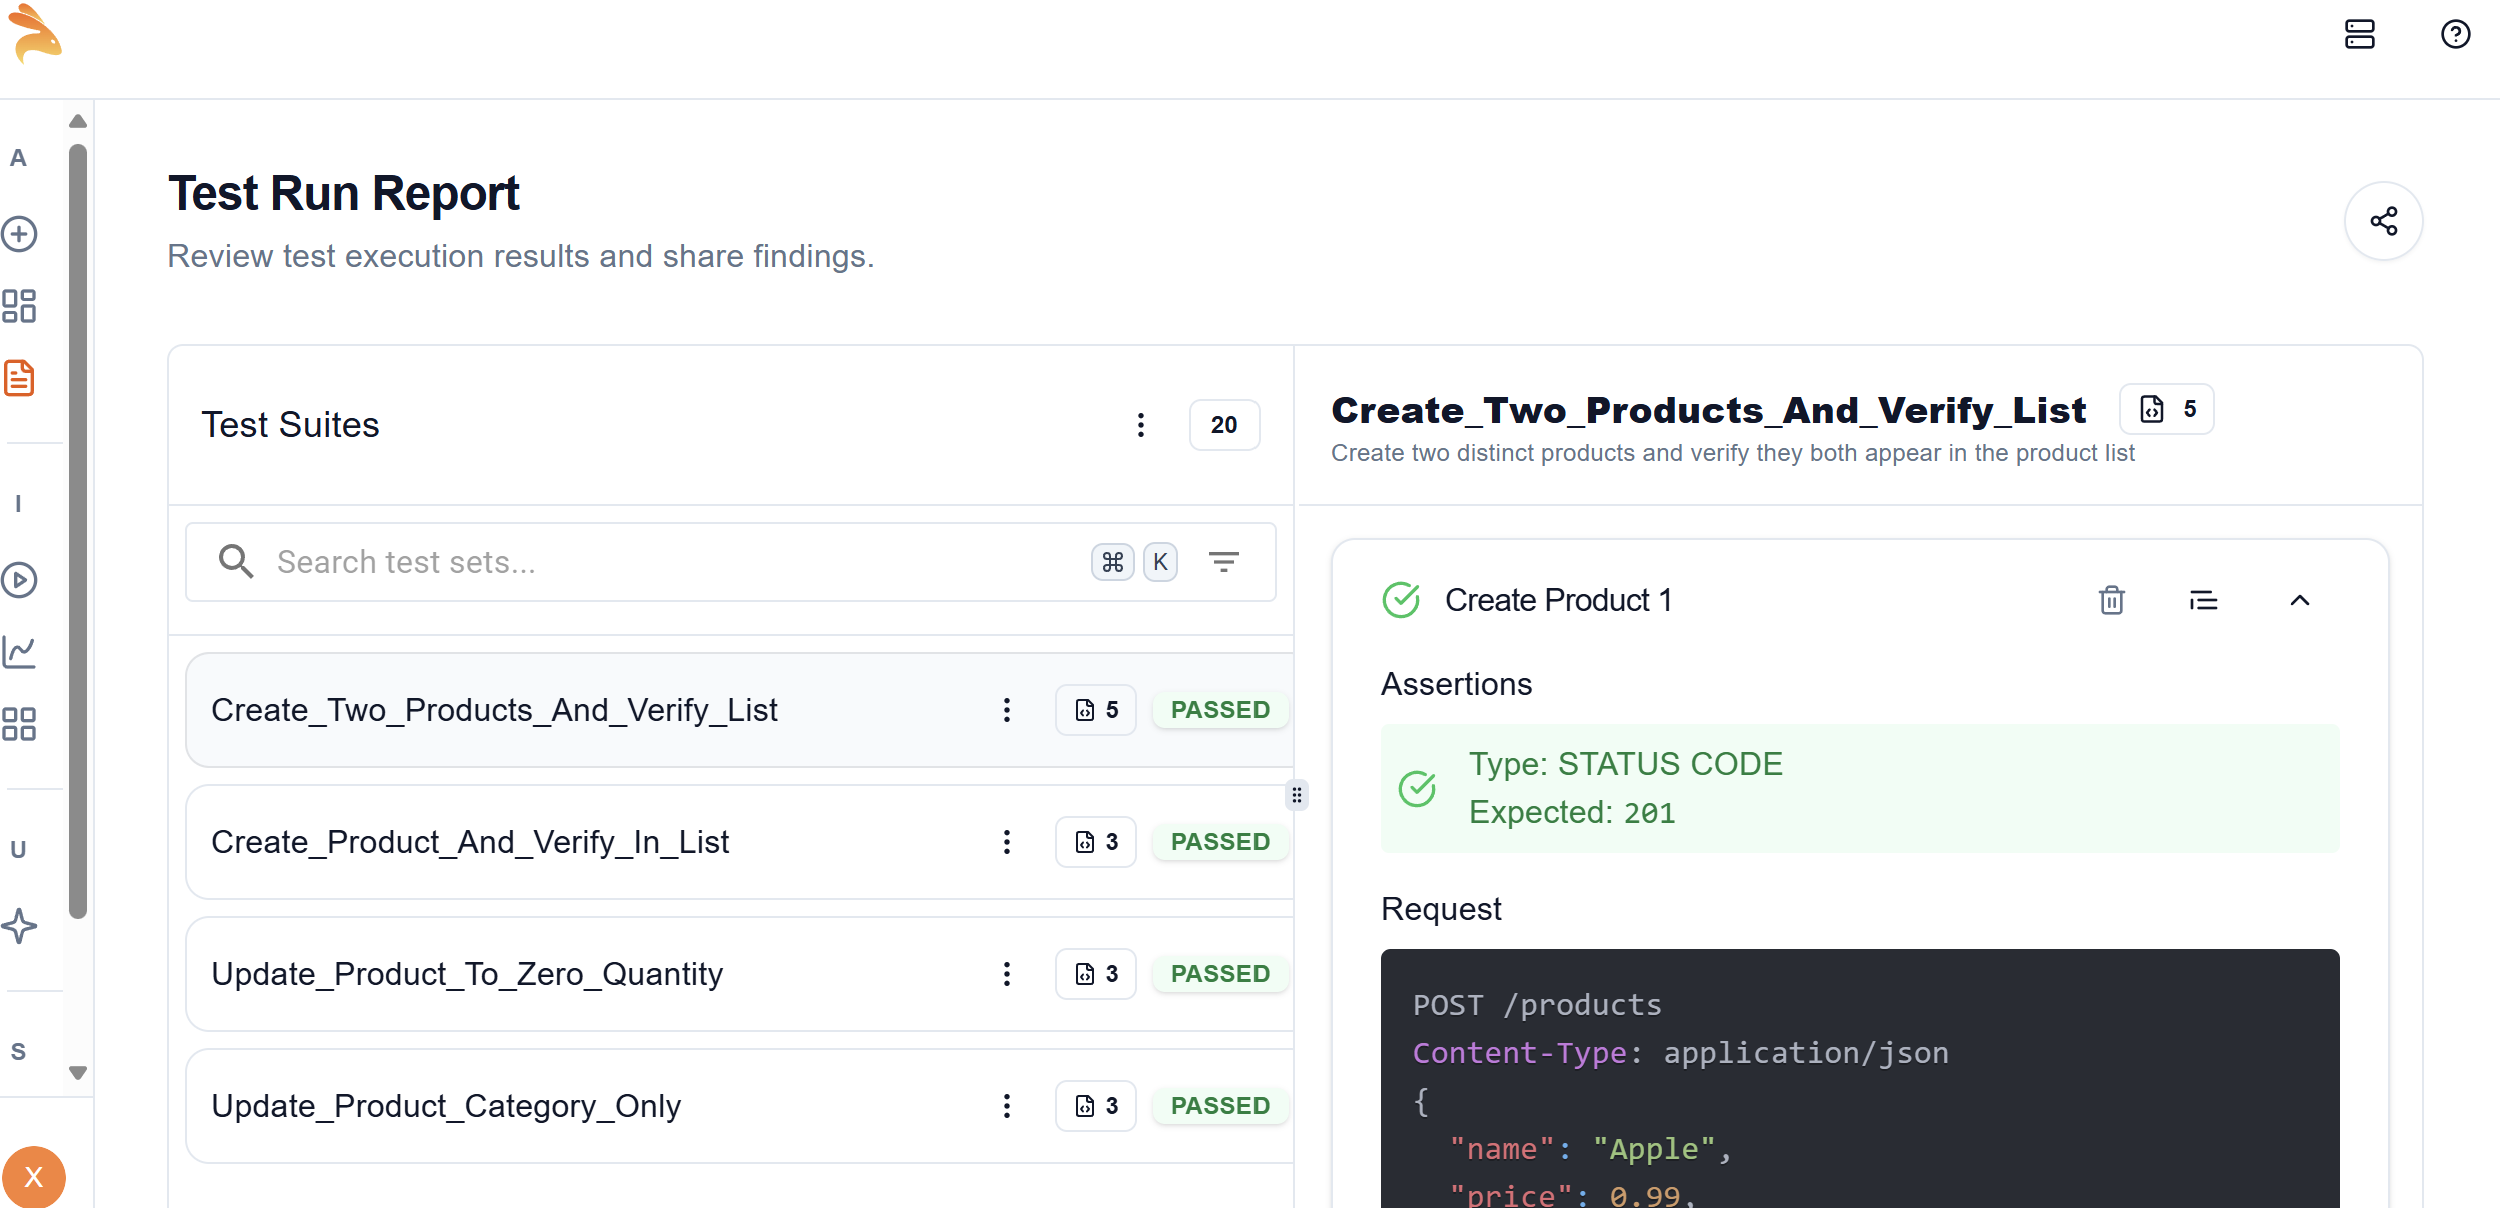 A
I
U
S
X
Test Run Report
Review test execution results and share findings.
Test Suites
20
Search test sets...
⌘ K
Create_Two_Products_And_Verify_List 5 PASSED
Create_Product_And_Verify_In_List 3 PASSED
Update_Product_To_Zero_Quantity 3 PASSED
Update_Product_Category_Only 3 PASSED
Create_Two_Products_And_Verify_List 5
Create two distinct products and verify they both appear in the product list
Create Product 1
Assertions
Type: STATUS CODE
Expected: 201
Request
POST /products
Content-Type: application/json
{
"name": "Apple",
"price": 0.99,